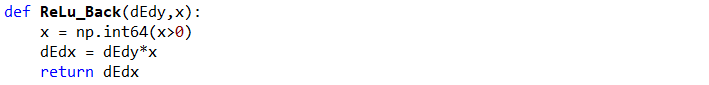 def ReLu_Back(dEdy,x):
    x = np.int64(x>0)
    dEdx = dEdy*x
    return dEdx